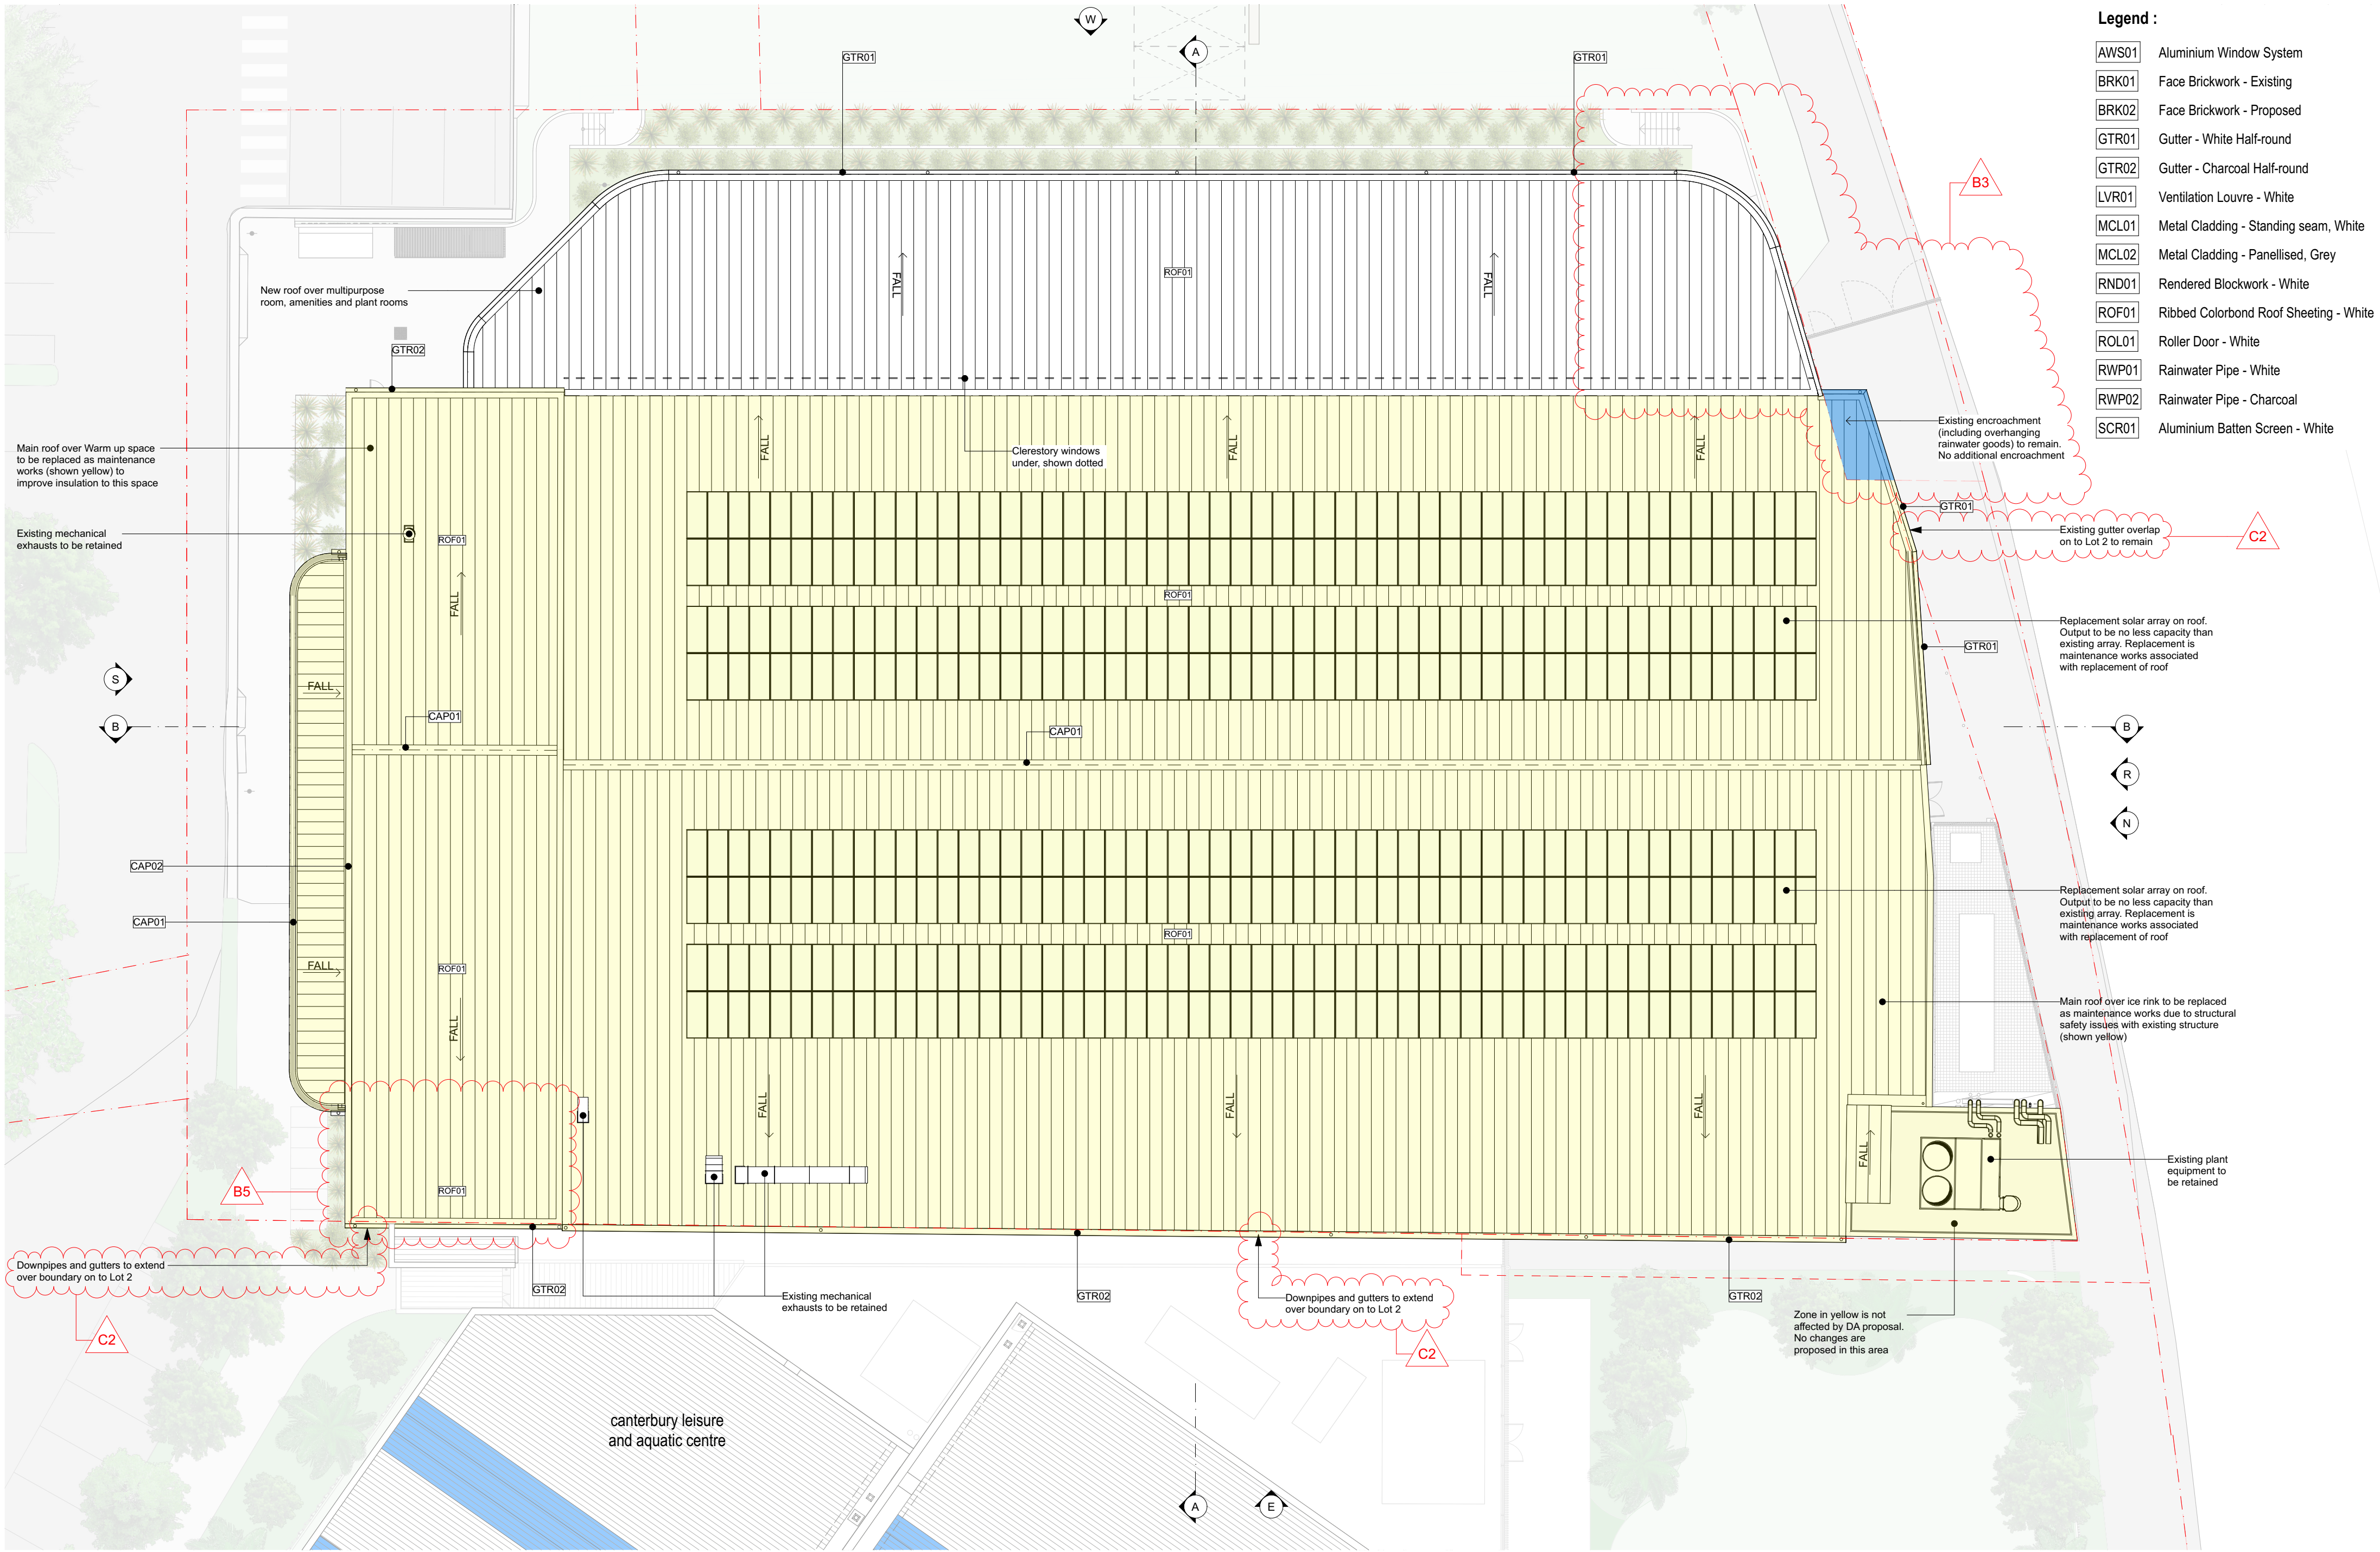 Legend :
AWS01 Aluminium Window System
BRK01 Face Brickwork - Existing
BRK02 Face Brickwork - Proposed
GTR01 Gutter - White Half-round
GTR02 Gutter - Charcoal Half-round
LVR01 Ventilation Louvre - White
MCL01 Metal Cladding - Standing seam, White
MCL02 Metal Cladding - Panellised, Grey
RND01 Rendered Blockwork - White
ROF01 Ribbed Colorbond Roof Sheeting - White
ROL01 Roller Door - White
RWP01 Rainwater Pipe - White
RWP02 Rainwater Pipe - Charcoal
SCR01 Aluminium Batten Screen - White
W
A
GTR01
GTR01
B3
New roof over multipurpose
room, amenities and plant rooms
FALL
ROF01
FALL
GTR02
Main roof over Warm up space
to be replaced as maintenance
works (shown yellow) to
improve insulation to this space
FALL
Clerestory windows
under, shown dotted
FALL
FALL
Existing encroachment
(including overhanging
rainwater goods) to remain.
No additional encroachment
GTR01
Existing mechanical
exhausts to be retained
ROF01
Existing gutter overlap
on to Lot 2 to remain
C2
FALL
ROF01
Replacement solar array on roof.
Output to be no less capacity than
existing array. Replacement is
maintenance works associated
with replacement of roof
GTR01
S
FALL
B
CAP01
CAP01
B
R
N
CAP02
CAP01
Replacement solar array on roof.
Output to be no less capacity than
existing array. Replacement is
maintenance works associated
with replacement of roof
ROF01
FALL
ROF01
Main roof over ice rink to be replaced
as maintenance works due to structural
safety issues with existing structure
(shown yellow)
FALL
FALL
FALL
FALL
FALL
Existing plant
equipment to
be retained
B5
ROF01
Downpipes and gutters to extend
over boundary on to Lot 2
C2
GTR02
Existing mechanical
exhausts to be retained
GTR02
Downpipes and gutters to extend
over boundary on to Lot 2
C2
GTR02
Zone in yellow is not
affected by DA proposal.
No changes are
proposed in this area
canterbury leisure
and aquatic centre
A
E